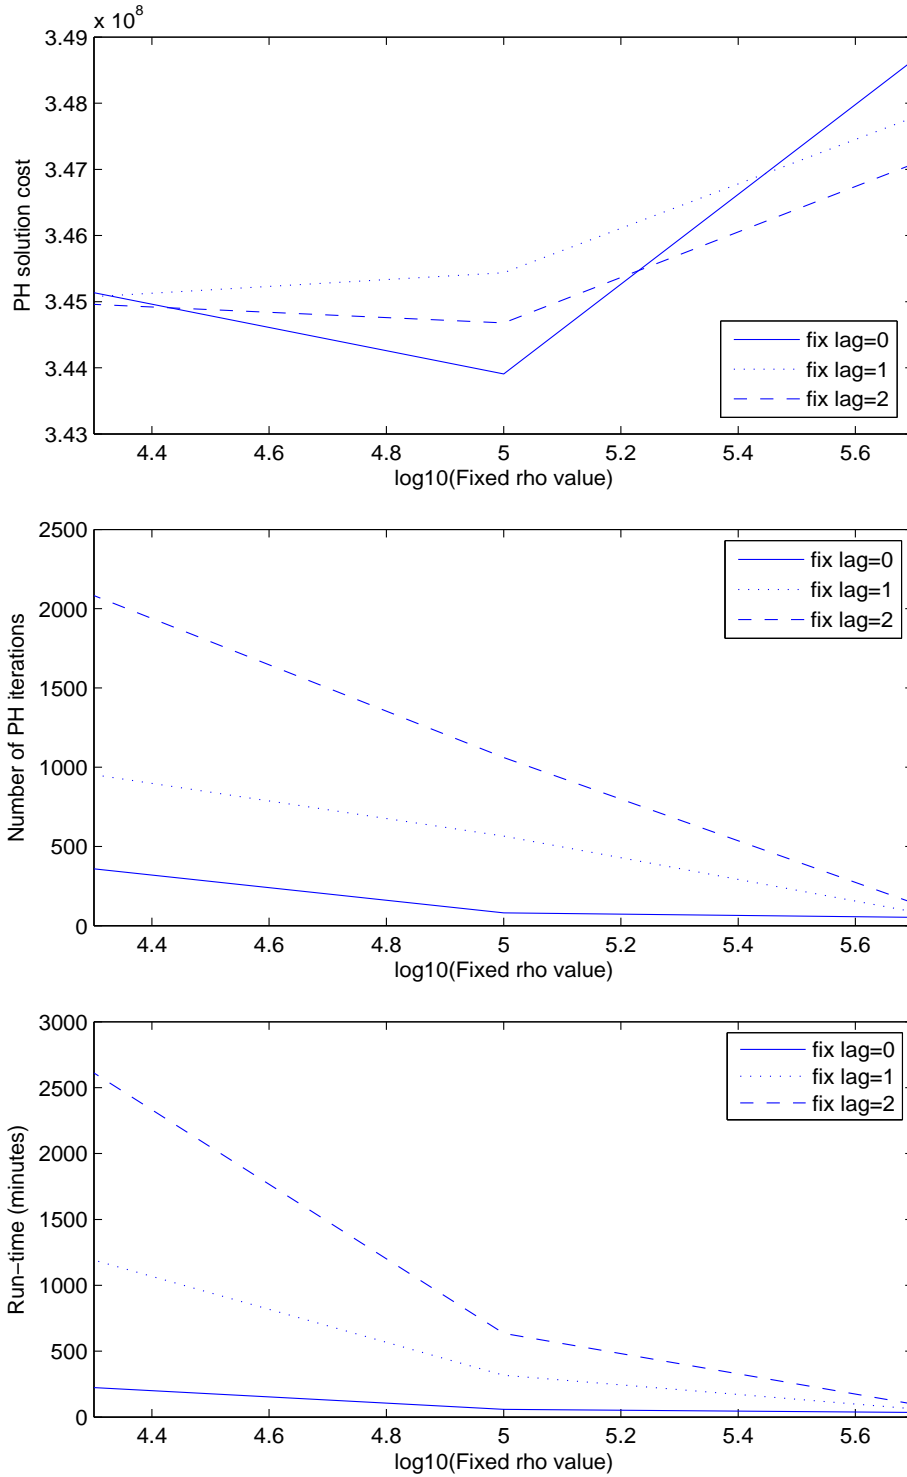 x 10^8
3.49
3.48
3.47
3.46
3.45
3.44
3.43
PH solution cost
fix lag=0
fix lag=1
fix lag=2
4.4 4.6 4.8 5 5.2 5.4 5.6
log10(Fixed rho value)
2500
2000
1500
1000
500
0
Number of PH iterations
fix lag=0
fix lag=1
fix lag=2
4.4 4.6 4.8 5 5.2 5.4 5.6
log10(Fixed rho value)
3000
2500
2000
1500
1000
500
0
Run−time (minutes)
fix lag=0
fix lag=1
fix lag=2
4.4 4.6 4.8 5 5.2 5.4 5.6
log10(Fixed rho value)